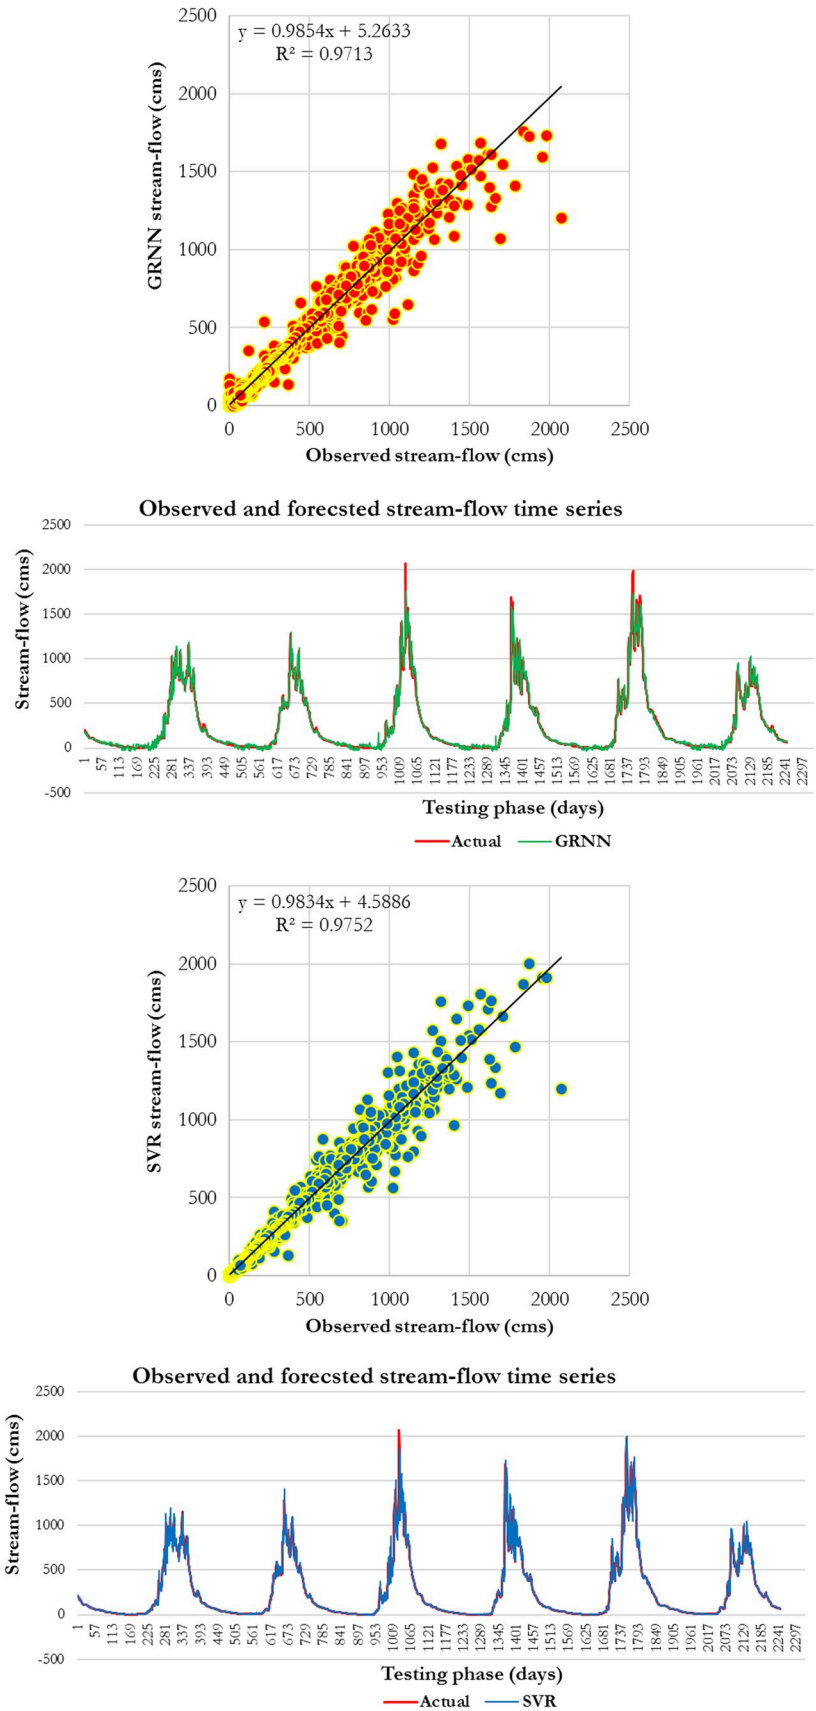 2500
y = 0.9854x + 5.2633
R² = 0.9713
2000
1500
1000
500
0
GRNN stream-flow (cms)
0 500 1000 1500 2000 2500
Observed stream-flow (cms)
Observed and forecsted stream-flow time series
2500
2000
1500
1000
500
0
-500
Stream-flow (cms)
1 57 113 169 225 281 337 393 449 505 561 617 673 729 785 841 897 953 1009 1065 1121 1177 1233 1289 1345 1401 1457 1513 1569 1625 1681 1737 1793 1849 1905 1961 2017 2073 2129 2185 2241 2297
Testing phase (days)
Actual GRNN
2500
y = 0.9834x + 4.5886
R² = 0.9752
2000
1500
1000
500
0
SVR stream-flow (cms)
0 500 1000 1500 2000 2500
Observed stream-flow (cms)
Observed and forecsted stream-flow time series
2500
2000
1500
1000
500
0
-500
Stream-flow (cms)
1 57 113 169 225 281 337 393 449 505 561 617 673 729 785 841 897 953 1009 1065 1121 1177 1233 1289 1345 1401 1457 1513 1569 1625 1681 1737 1793 1849 1905 1961 2017 2073 2129 2185 2241 2297
Testing phase (days)
Actual SVR